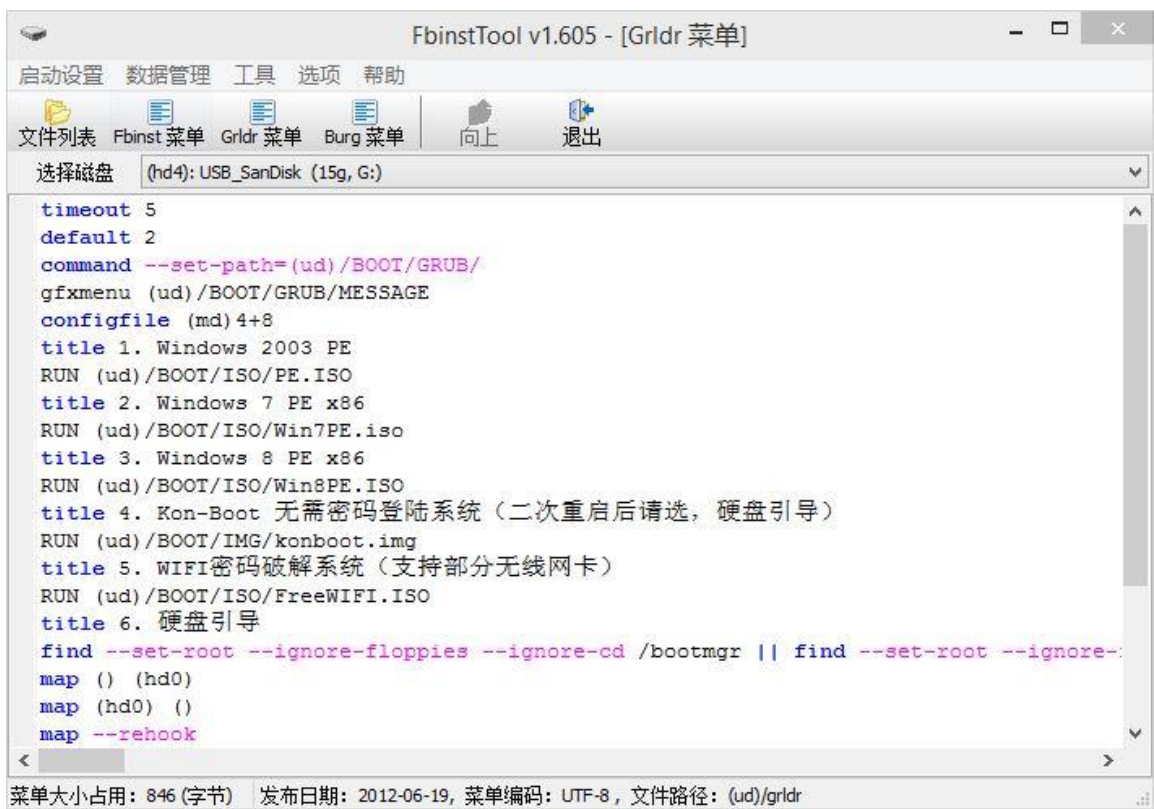 FbinstTool v1.605 - [Grldr 菜单]
启动设置 数据管理 工具 选项 帮助
文件列表 Fbinst 菜单 Grldr 菜单 Burg 菜单 向上 退出
选择磁盘 (hd4): USB_SanDisk (15g, G:)
timeout 5
default 2
command --set-path=(ud)/BOOT/GRUB/
gfxmenu (ud)/BOOT/GRUB/MESSAGE
configfile (md)4+8
title 1. Windows 2003 PE
RUN (ud)/BOOT/ISO/PE.ISO
title 2. Windows 7 PE x86
RUN (ud)/BOOT/ISO/Win7PE.iso
title 3. Windows 8 PE x86
RUN (ud)/BOOT/ISO/Win8PE.ISO
title 4. Kon-Boot 无需密码登陆系统（二次重启后请选，硬盘引导）
RUN (ud)/BOOT/IMG/konboot.img
title 5. WIFI密码破解系统（支持部分无线网卡）
RUN (ud)/BOOT/ISO/FreeWIFI.ISO
title 6. 硬盘引导
find --set-root --ignore-floppies --ignore-cd /bootmgr || find --set-root --ignore-
map () (hd0)
map (hd0) ()
map --rehook
菜单大小占用：846 (字节) 发布日期：2012-06-19, 菜单编码：UTF-8 , 文件路径：(ud)/grldr